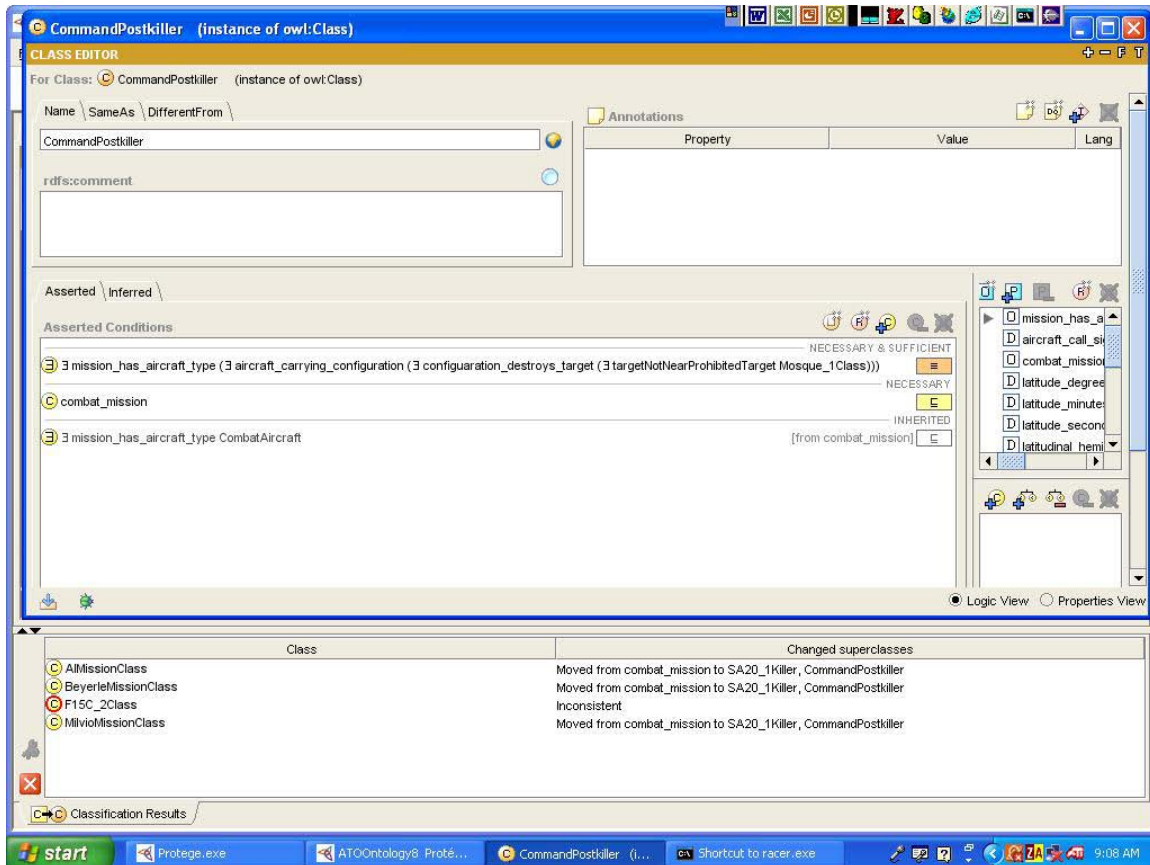 CommandPostkiller (instance of owl:Class)
CLASS EDITOR
For Class: CommandPostkiller (instance of owl:Class)
Name SameAs DifferentFrom
CommandPostkiller
rdfs:comment
Annotations
Property Value Lang
Asserted Inferred
Asserted Conditions
NECESSARY & SUFFICIENT
∃ mission_has_aircraft_type (∃ aircraft_carrying_configuration (∃ configuaration_destroys_target (∃ targetNotNearProhibitedTarget Mosque_1Class)))
NECESSARY
combat_mission
INHERITED
∃ mission_has_aircraft_type CombatAircraft [from combat_mission]
mission_has_a
aircraft_call_si
combat_mission
latitude_degree
latitude_minute
latitude_second
latitudinal_hemi
Logic View Properties View
Class Changed superclasses
AIMissionClass Moved from combat_mission to SA20_1Killer, CommandPostkiller
BeyerleMissionClass Moved from combat_mission to SA20_1Killer, CommandPostkiller
F15C_2Class Inconsistent
MilvioMissionClass Moved from combat_mission to SA20_1Killer, CommandPostkiller
Classification Results
start Protege.exe ATOOntology8 Proté... CommandPostkiller (i... Shortcut to racer.exe 9:08 AM